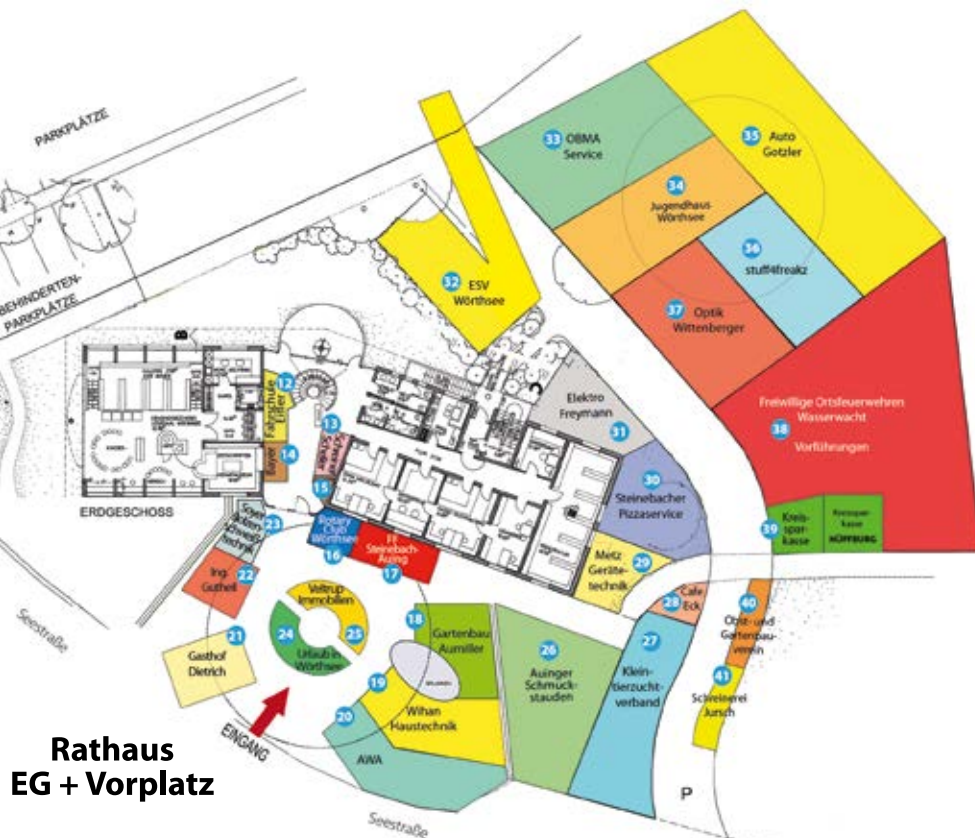 PARKPLÄTZE
BEHINDERTEN-
PARKPLÄTZE
33 OBMA
Service
35 Auto
Gotzler
34
Jugendhaus
Wörthsee
36
stuff4freakz
37 Optik
Wittenberger
32 ESV
Wörthsee
Freiwillige Ortsfeuerwehren
Wasserwacht
38
Vorführungen
Elektro
Freymann
31
30
Steinebacher
Pizzaservice
39 Kreis-
spar-
kasse
Kreisspar-
kasse
HÜPFBURG
Metz
Geräte-
technik
29
28 Cafe
Eck
40
Obst- und
Gartenbau-
verein
41
Schreinerei
Jursch
27
Klein-
tierzucht-
verband
26
Auinger
Schmuck-
stauden
12
Fahrschule
13
14
Bayer
15
ERDGESCHOSS
23
Rotary
Club
Wörthsee
16
FF
Steinebach-
Auing
17
Ing.
Gutheil
22
21
Gasthof
Dietrich
Veltrup
Immobilien
25
24
Urlaub in
Wörthsee
18
Gartenbau
Aumiller
19
Wihan
Haustechnik
20
AWA
EINGANG
Rathaus
EG + Vorplatz
Seestraße
Seestraße
P